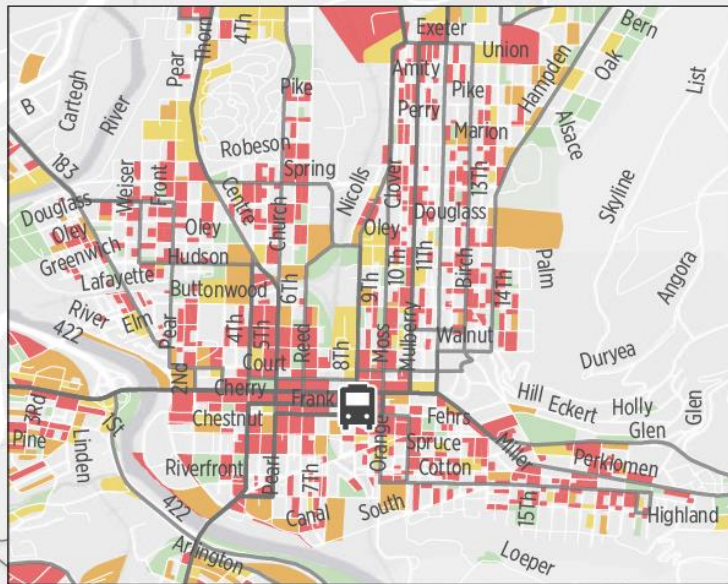 Exeter
Bern
Thorn
4Th
Pear
Union
Oak
Hampden
List
Amity
Pike
Pike
Perry
B
Cartegh
River
Marion
Alsace
Robeson
Spring
183
Weiser
Front
Centre
Church
Nicolls
Clover
13Th
Skyline
Douglass
Douglass
Oley
Oley
Oley
Greenwich
Hudson
6Th
9Th
10Th
11Th
Birch
14Th
Palm
Angora
Lafayette
Buttonwood
River
Elm
422
Pear
4Th
5Th
Reed
8Th
Moss
Mulberry
Walnut
Court
Duryea
2Nd
Cherry
Frank
Hill
Eckert
Holly
Glen
Glen
3Rd
1St
Chestnut
Fehrs
Pine
Linden
Orange
Spruce
Miller
Riverfront
Pearl
7Th
Cotton
Perkiomen
422
Canal
South
15Th
Highland
Arlington
Loeper